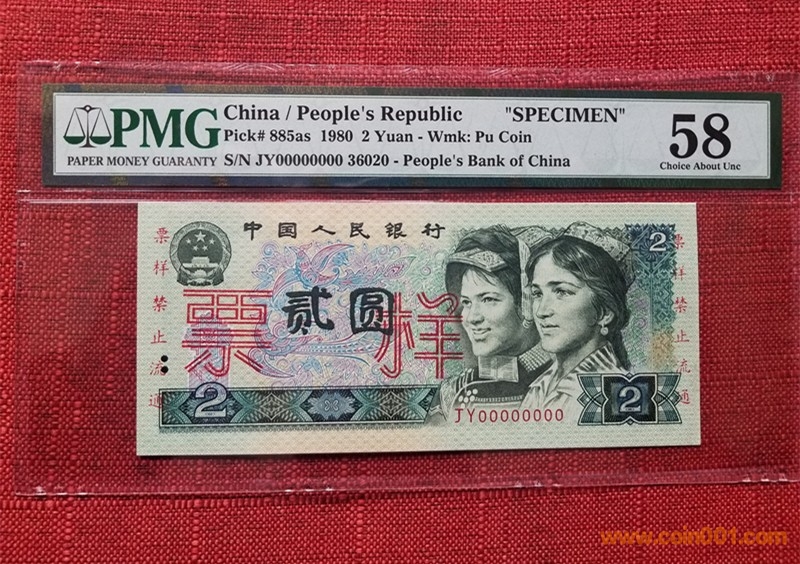 PMG
PAPER MONEY GUARANTY
China / People's Republic "SPECIMEN"
Pick# 885as 1980 2 Yuan - Wmk: Pu Coin
S/N JY00000000 36020 - People's Bank of China
58
Choice About Unc
中国人民银行
2
票样禁止流通
票样
贰圆
票样禁止流通
2
JY00000000
2
www.coin001.com